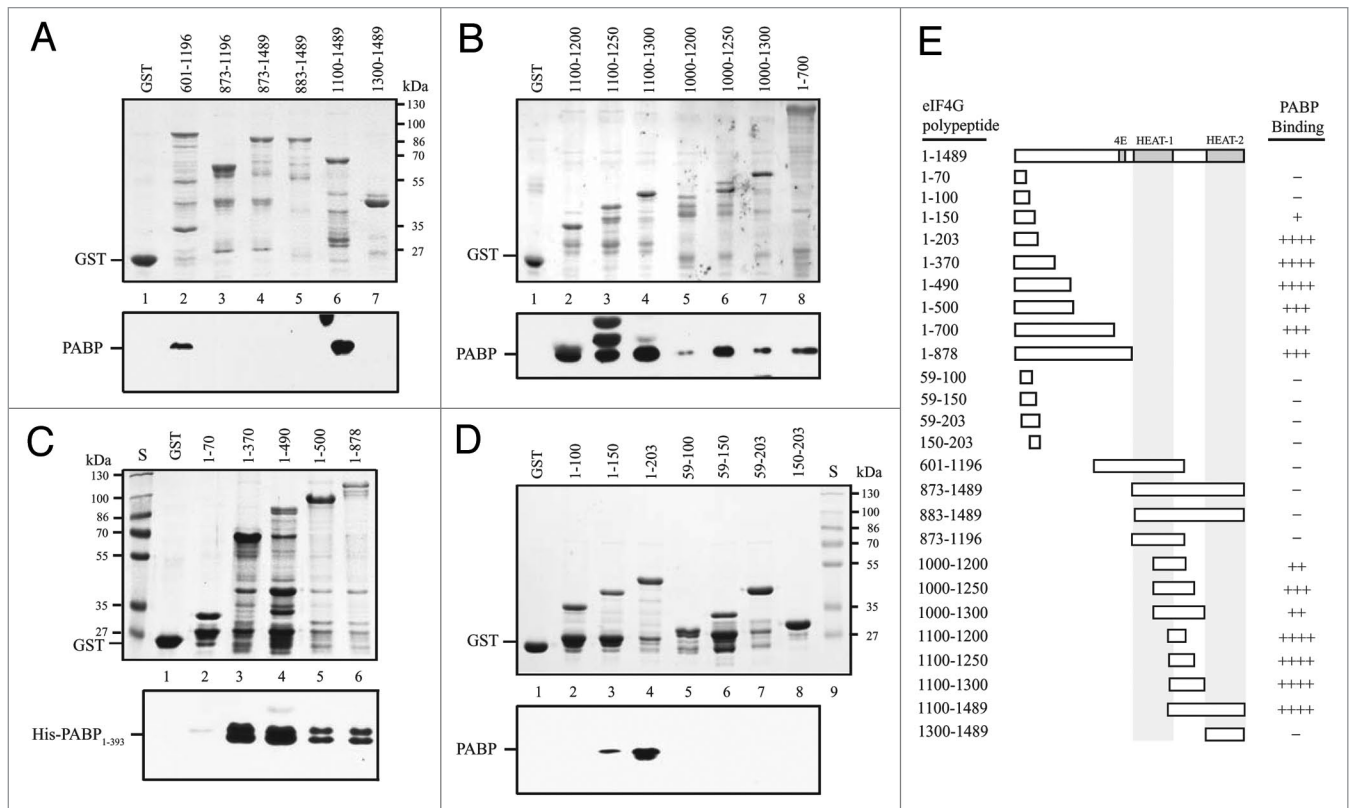 A
GST
601-1196
873-1196
873-1489
883-1489
1100-1489
1300-1489
kDa
130
100
86
70
55
35
27
GST
1 2 3 4 5 6 7
PABP
B
GST
1100-1200
1100-1250
1100-1300
1000-1200
1000-1250
1000-1300
1-700
GST
1 2 3 4 5 6 7 8
PABP
C
kDa
S
GST
1-70
1-370
1-490
1-500
1-878
130
100
86
70
55
35
27
GST
1 2 3 4 5 6
His-PABP1-393
D
GST
1-100
1-150
1-203
59-100
59-150
59-203
150-203
S
kDa
130
100
86
70
55
35
27
GST
1 2 3 4 5 6 7 8 9
PABP
E
eIF4G polypeptide
PABP Binding
4E HEAT-1 HEAT-2
1-1489
1-70 –
1-100 –
1-150 +
1-203 ++++
1-370 ++++
1-490 ++++
1-500 +++
1-700 +++
1-878 +++
59-100 –
59-150 –
59-203 –
150-203 –
601-1196 –
873-1489 –
883-1489 –
873-1196 –
1000-1200 ++
1000-1250 +++
1000-1300 ++
1100-1200 ++++
1100-1250 ++++
1100-1300 ++++
1100-1489 ++++
1300-1489 –